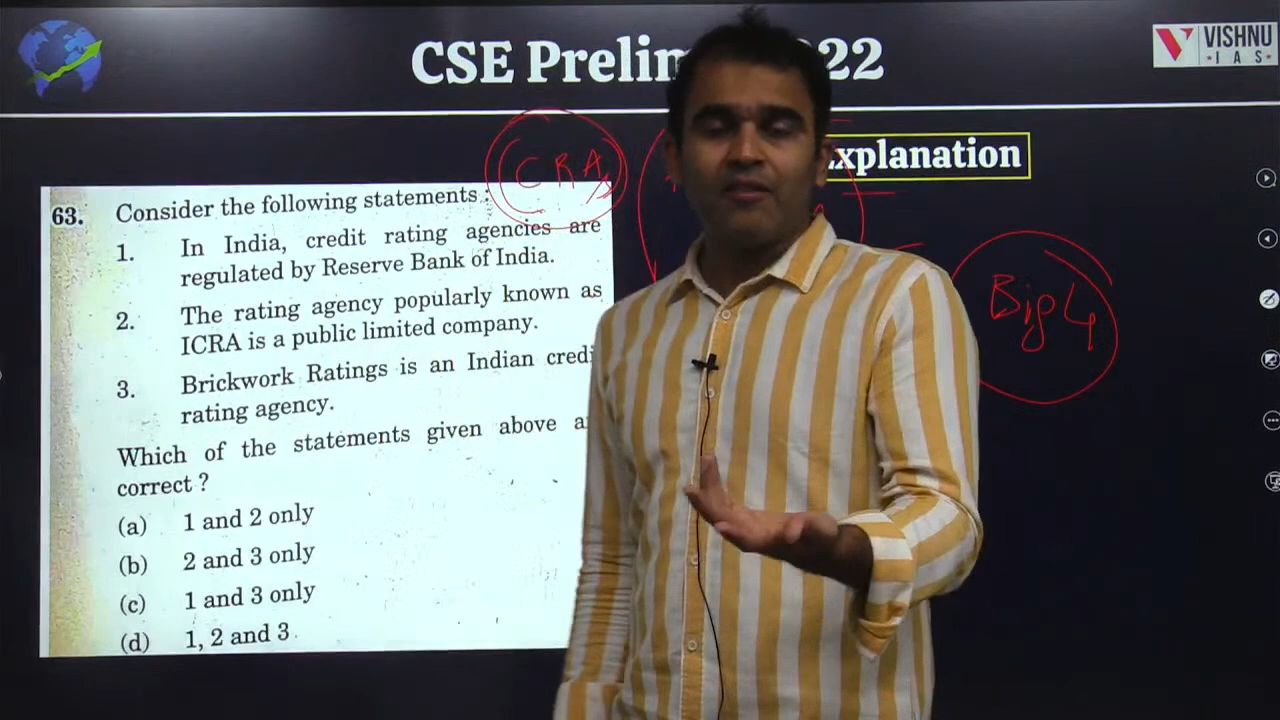 CSE Prelim 22
VISHNU
IAS
Explanation
CRA
63. Consider the following statements :
1. In India, credit rating agencies are
regulated by Reserve Bank of India.
2. The rating agency popularly known as
ICRA is a public limited company.
3. Brickwork Ratings is an Indian credi
rating agency.
Which of the statements given above a
correct ?
(a) 1 and 2 only
(b) 2 and 3 only
(c) 1 and 3 only
(d) 1, 2 and 3
Big 4